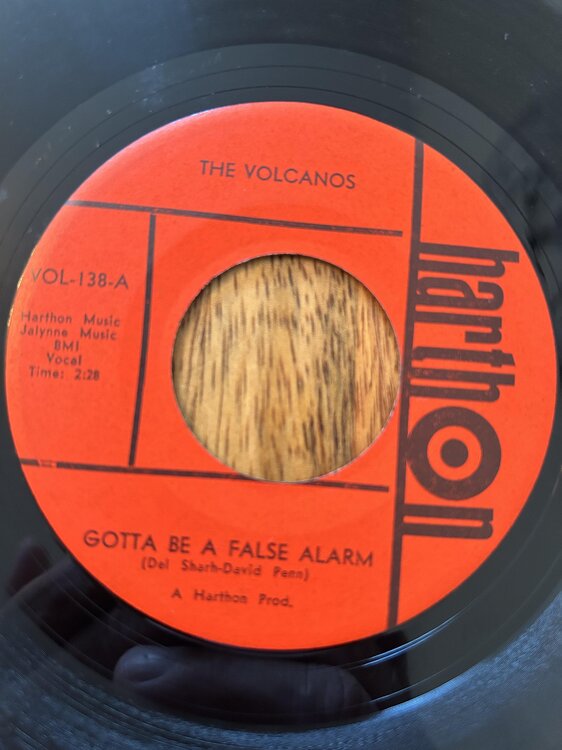 THE VOLCANOS
VOL-138-A
Harthon Music
Jalynne Music
BMI
Vocal
Time: 2:28
harthon
GOTTA BE A FALSE ALARM
(Del Sharh-David Penn)
A Harthon Prod.